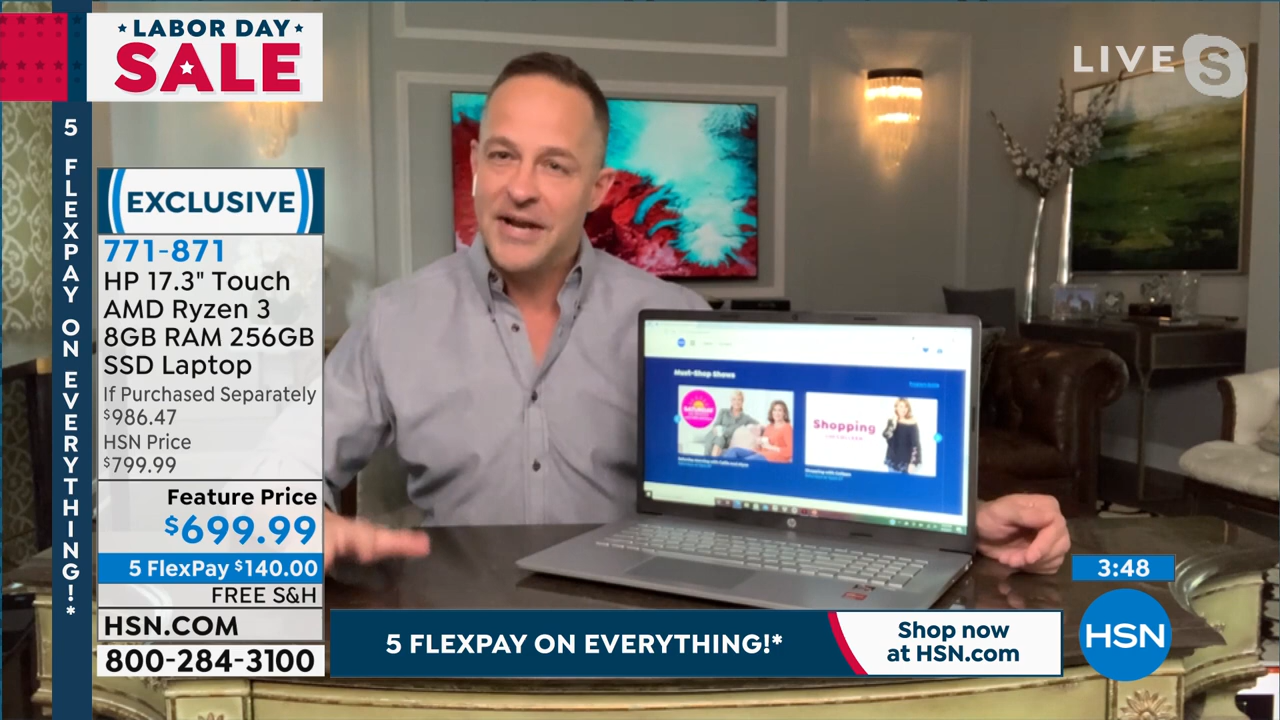 ★LABOR DAY★
SALE
LIVE S
5 FLEXPAY ON EVERYTHING!*
EXCLUSIVE
771-871
HP 17.3" Touch
AMD Ryzen 3
8GB RAM 256GB
SSD Laptop
If Purchased Separately
$986.47
HSN Price
$799.99
Feature Price
$699.99
5 FlexPay $140.00
FREE S&H
HSN.COM
800-284-3100
Must-Shop Shows
SATURDAY
Shopping
hp
5 FLEXPAY ON EVERYTHING!*
Shop now
at HSN.com
3:48
HSN